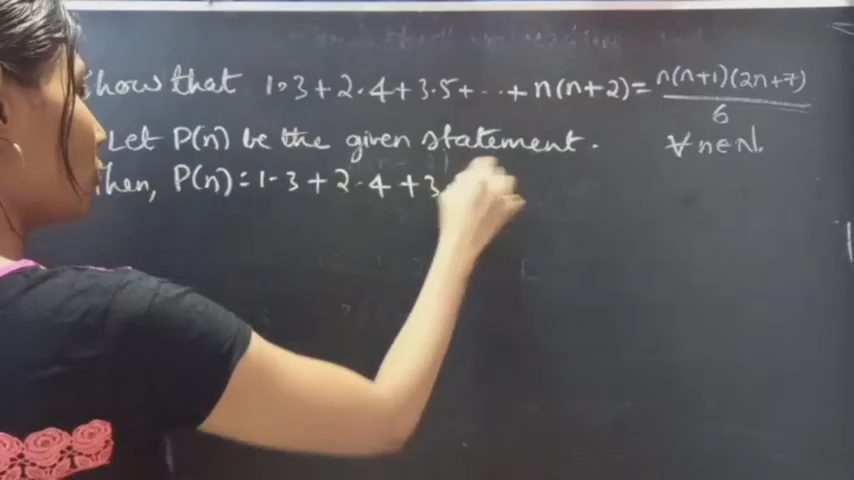 show that 1·3+2·4+3·5+···+n(n+2)=n(n+1)(2n+7)/6
Let P(n) be the given statement. ∀ n∈N.
Then, P(n):1·3+2·4+3